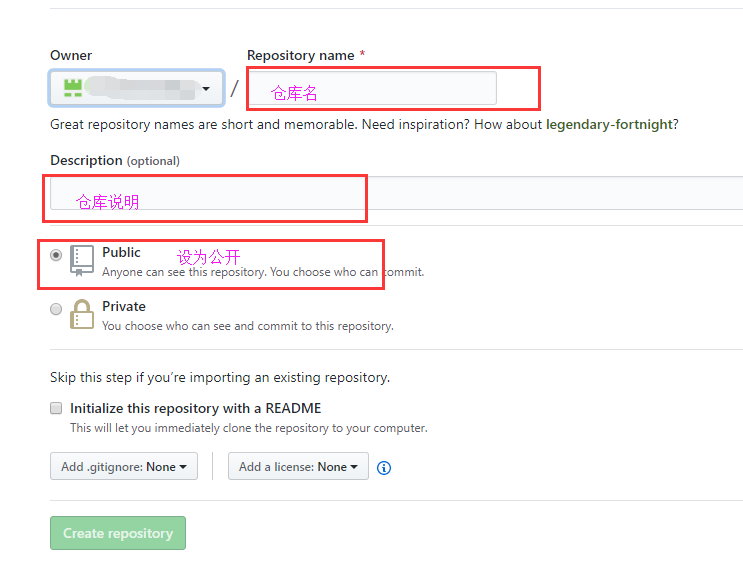 Owner
Repository name *
/
仓库名
Great repository names are short and memorable. Need inspiration? How about legendary-fortnight?
Description (optional)
仓库说明
Public 设为公开
Anyone can see this repository. You choose who can commit.
Private
You choose who can see and commit to this repository.
Skip this step if you’re importing an existing repository.
Initialize this repository with a README
This will let you immediately clone the repository to your computer.
Add .gitignore: None Add a license: None
Create repository